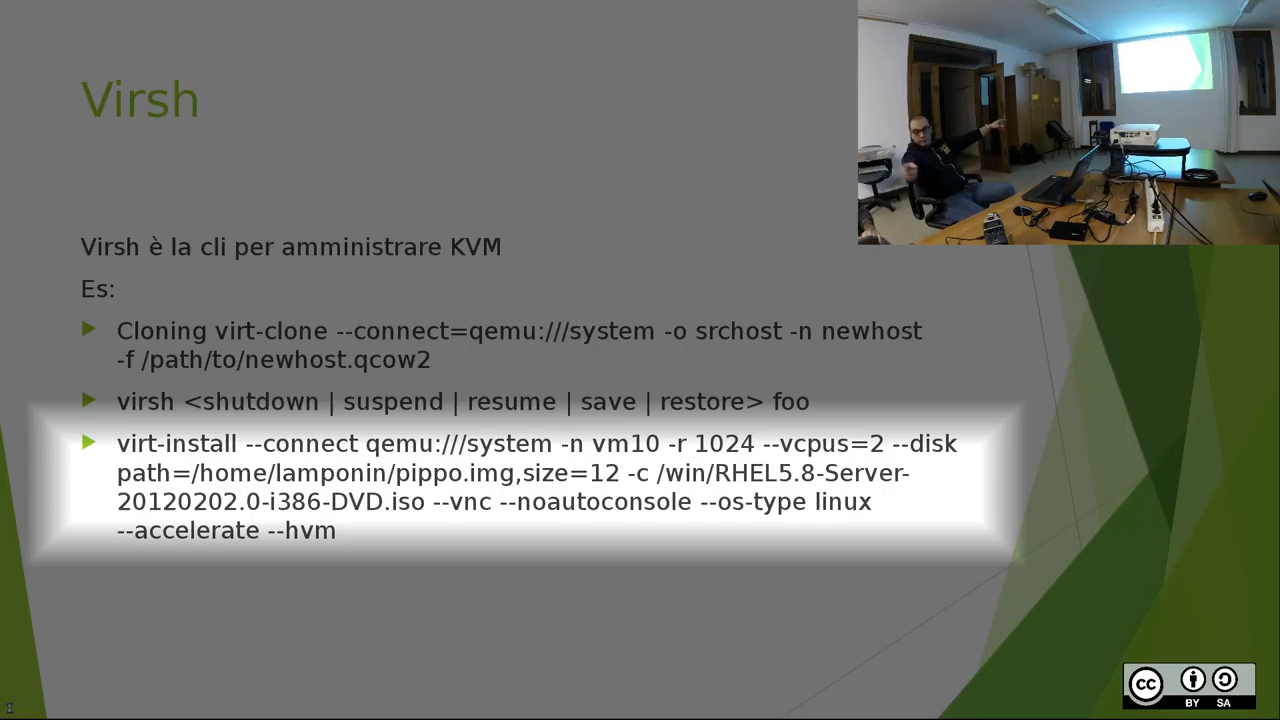 Virsh
Virsh è la cli per amministrare KVM
Es:
Cloning virt-clone --connect=qemu:///system -o srchost -n newhost
-f /path/to/newhost.qcow2
virsh <shutdown | suspend | resume | save | restore> foo
virt-install --connect qemu:///system -n vm10 -r 1024 --vcpus=2 --disk
path=/home/lamponin/pippo.img,size=12 -c /win/RHEL5.8-Server-
20120202.0-i386-DVD.iso --vnc --noautoconsole --os-type linux
--accelerate --hvm
cc
BY SA